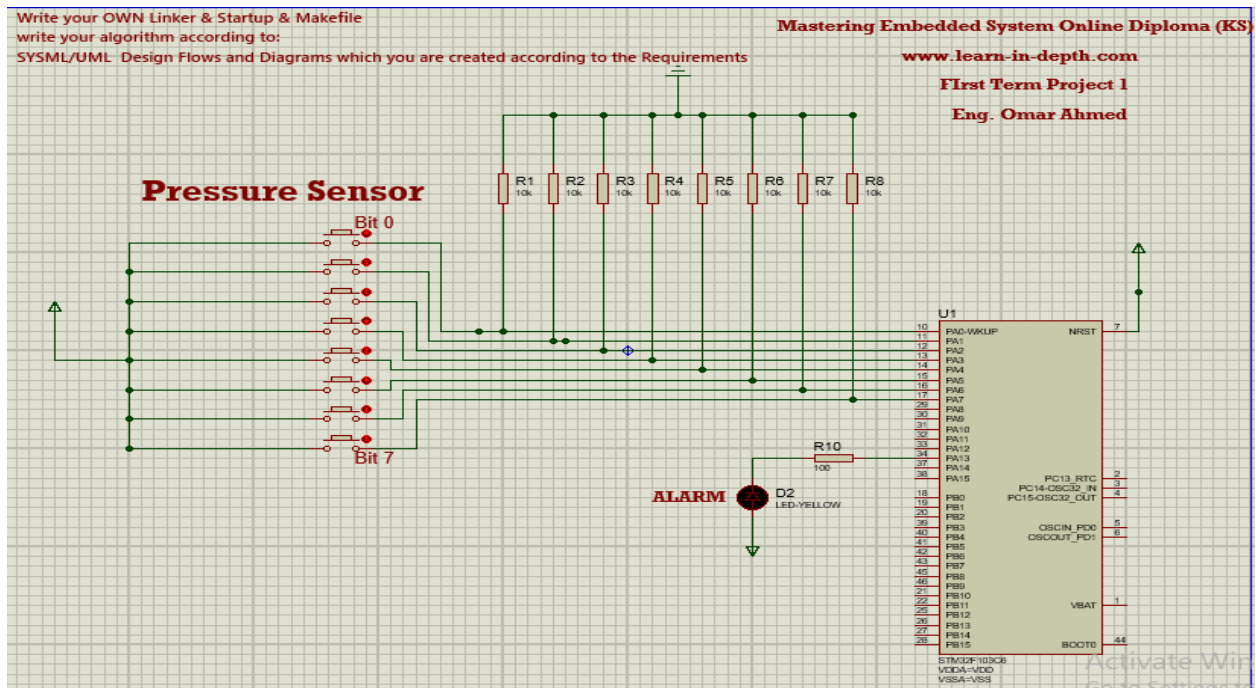 Write your OWN Linker & Startup & Makefile
write your algorithm according to:
SYSML/UML Design Flows and Diagrams which you are created according to the Requirements
Mastering Embedded System Online Diploma (KS)
www.learn-in-depth.com
FIrst Term Project 1
Eng. Omar Ahmed
R1
10k
R2
10k
R3
10k
R4
10k
R5
10k
R6
10k
R7
10k
R8
10k
Pressure Sensor
Bit 0
Bit 7
R10
100
ALARM
D2
LED-YELLOW
U1
10 PA0-WKUP
11 PA1
12 PA2
13 PA3
14 PA4
15 PA5
16 PA6
17 PA7
29 PA8
30 PA9
31 PA10
32 PA11
33 PA12
34 PA13
37 PA14
38 PA15
18 PB0
19 PB1
20 PB2
39 PB3
40 PB4
41 PB5
42 PB6
43 PB7
45 PB8
46 PB9
21 PB10
22 PB11
25 PB12
26 PB13
27 PB14
28 PB15
NRST 7
PC13_RTC 2
PC14-OSC32_IN 3
PC15-OSC32_OUT 4
OSCIN_PD0 5
OSCOUT_PD1 6
VBAT 1
BOOT0 44
STM32F103C6
VDDA=VDD
VSSA=VSS
Activate Win
Go to Settings to